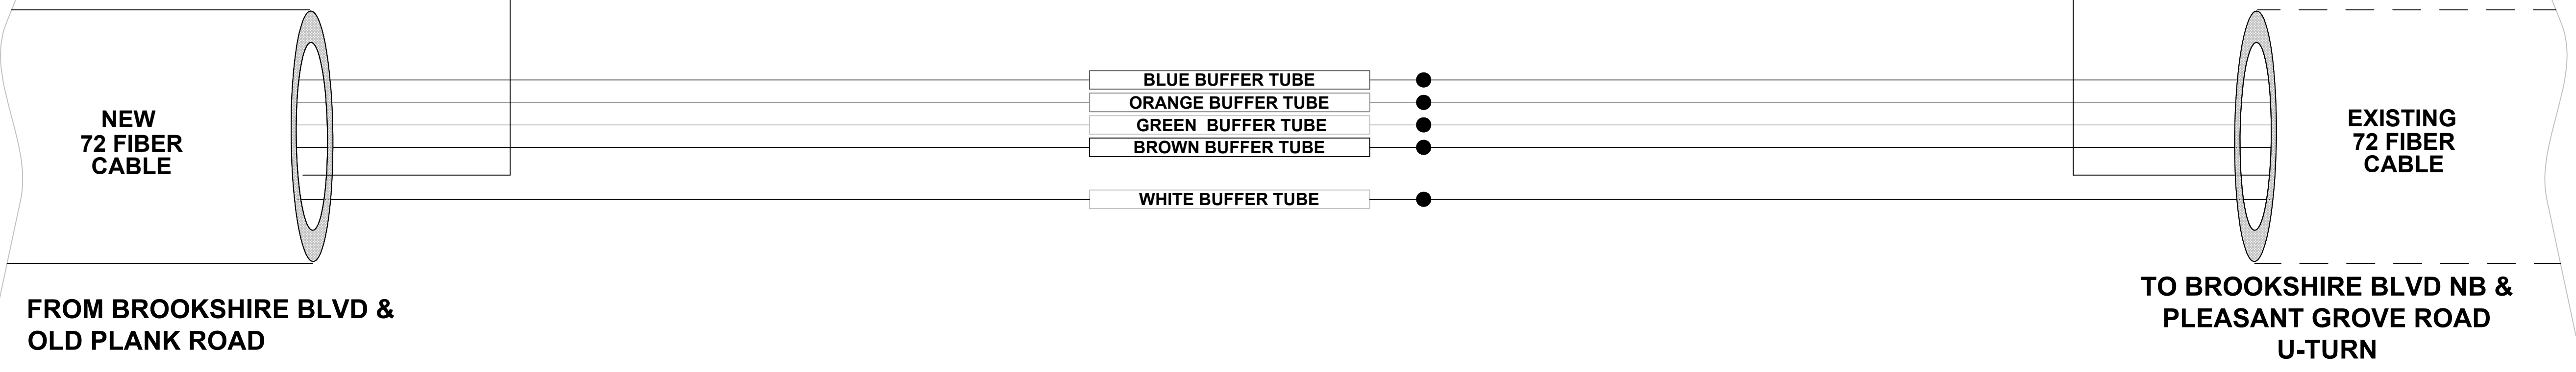 NEW
72 FIBER
CABLE
BLUE BUFFER TUBE
ORANGE BUFFER TUBE
GREEN  BUFFER TUBE
BROWN BUFFER TUBE
WHITE BUFFER TUBE
EXISTING
72 FIBER
CABLE
FROM BROOKSHIRE BLVD &
OLD PLANK ROAD
TO BROOKSHIRE BLVD NB &
PLEASANT GROVE ROAD
U-TURN